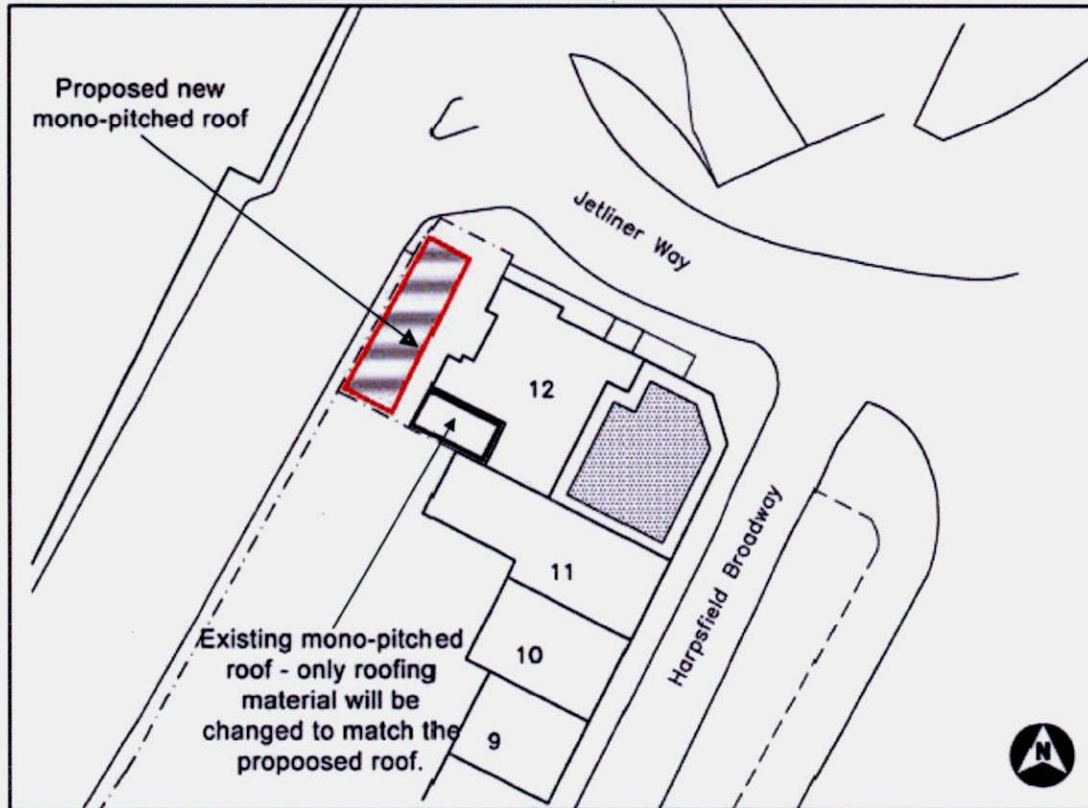 Proposed new
mono-pitched roof
Jetliner Way
12
11
Harpsfield Broadway
10
9
Existing mono-pitched
roof - only roofing
material will be
changed to match the
propoosed roof.
N